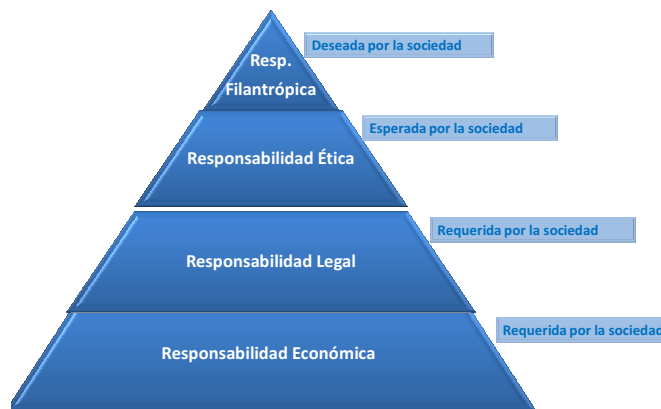 Deseada por la sociedad
Resp.
Filantrópica
Esperada por la sociedad
Responsabilidad Ética
Requerida por la sociedad
Responsabilidad Legal
Requerida por la sociedad
Responsabilidad Económica